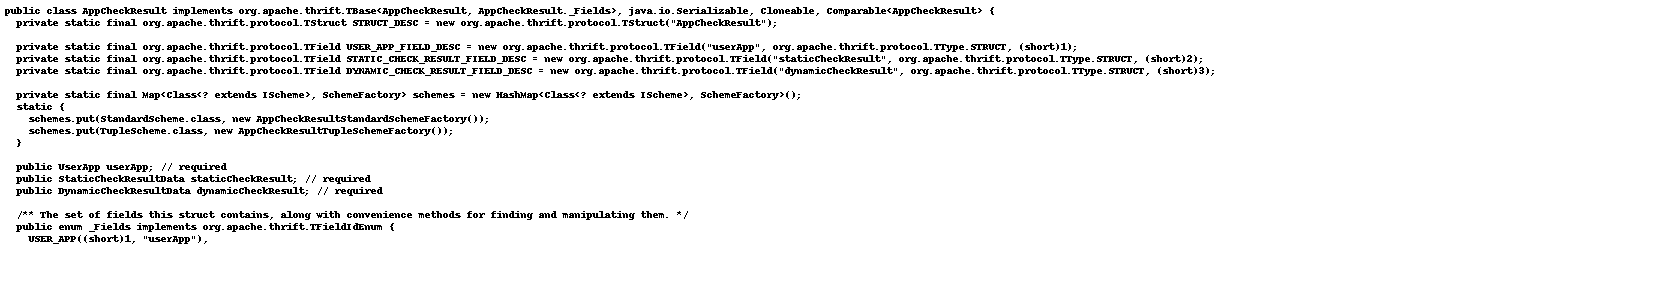 public class AppCheckResult implements org.apache.thrift.TBase<AppCheckResult, AppCheckResult._Fields>, java.io.Serializable, Cloneable, Comparable<AppCheckResult> {
  private static final org.apache.thrift.protocol.TStruct STRUCT_DESC = new org.apache.thrift.protocol.TStruct("AppCheckResult");

  private static final org.apache.thrift.protocol.TField USER_APP_FIELD_DESC = new org.apache.thrift.protocol.TField("userApp", org.apache.thrift.protocol.TType.STRUCT, (short)1);
  private static final org.apache.thrift.protocol.TField STATIC_CHECK_RESULT_FIELD_DESC = new org.apache.thrift.protocol.TField("staticCheckResult", org.apache.thrift.protocol.TType.STRUCT, (short)2);
  private static final org.apache.thrift.protocol.TField DYNAMIC_CHECK_RESULT_FIELD_DESC = new org.apache.thrift.protocol.TField("dynamicCheckResult", org.apache.thrift.protocol.TType.STRUCT, (short)3);

  private static final Map<Class<? extends IScheme>, SchemeFactory> schemes = new HashMap<Class<? extends IScheme>, SchemeFactory>();
  static {
    schemes.put(StandardScheme.class, new AppCheckResultStandardSchemeFactory());
    schemes.put(TupleScheme.class, new AppCheckResultTupleSchemeFactory());
  }

  public UserApp userApp; // required
  public StaticCheckResultData staticCheckResult; // required
  public DynamicCheckResultData dynamicCheckResult; // required

  /** The set of fields this struct contains, along with convenience methods for finding and manipulating them. */
  public enum _Fields implements org.apache.thrift.TFieldIdEnum {
    USER_APP((short)1, "userApp"),